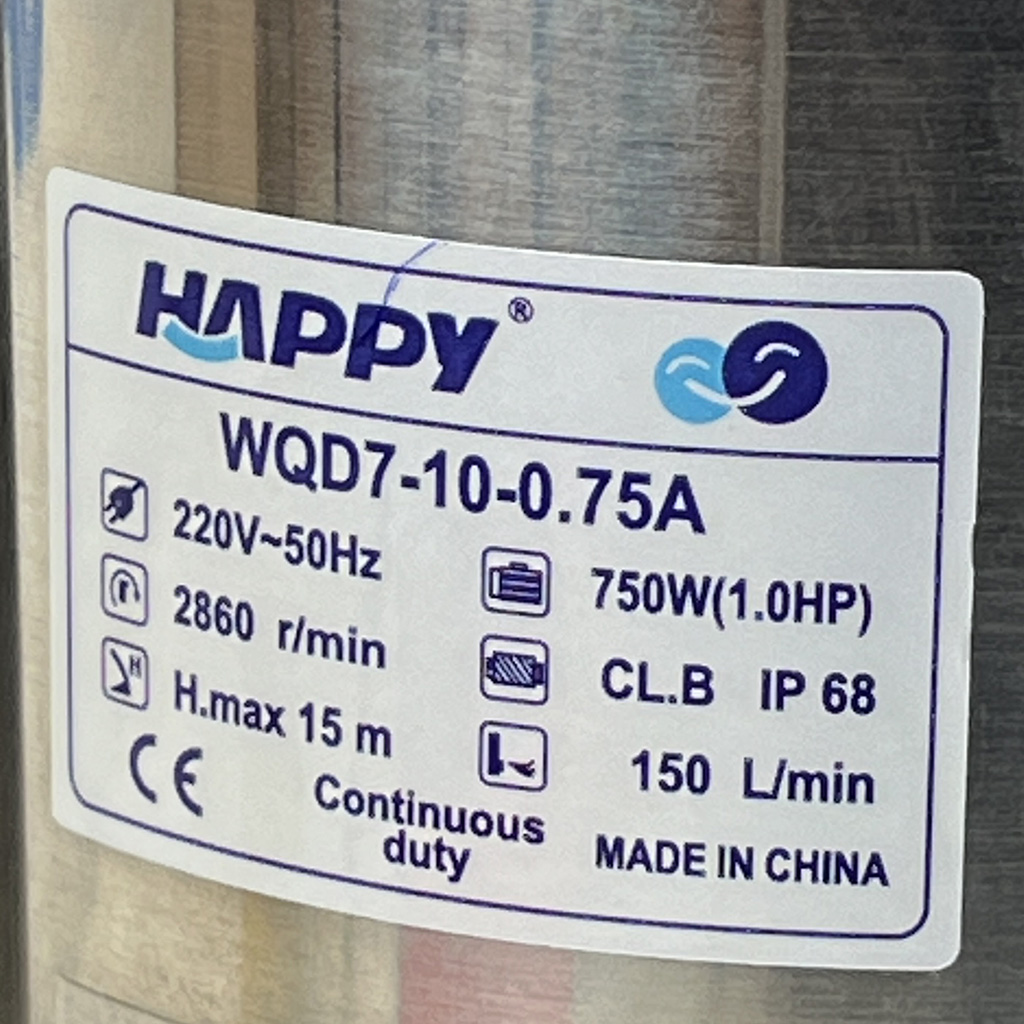 HAPPY®
WQD7-10-0.75A
220V~50Hz
750W(1.0HP)
2860 r/min
CL.B IP 68
H.max 15 m
150 L/min
CE
Continuous
duty
MADE IN CHINA